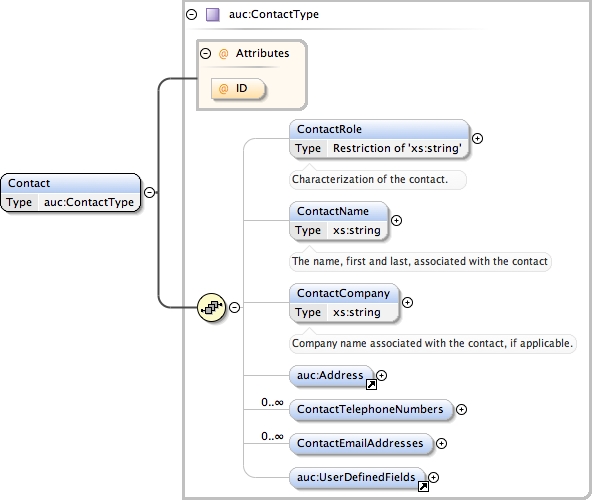 auc:ContactType
@ Attributes
@ ID
Contact
Type auc:ContactType
ContactRole
Type Restriction of 'xs:string'
Characterization of the contact.
ContactName
Type xs:string
The name, first and last, associated with the contact
ContactCompany
Type xs:string
Company name associated with the contact, if applicable.
auc:Address
0..∞ ContactTelephoneNumbers
0..∞ ContactEmailAddresses
auc:UserDefinedFields